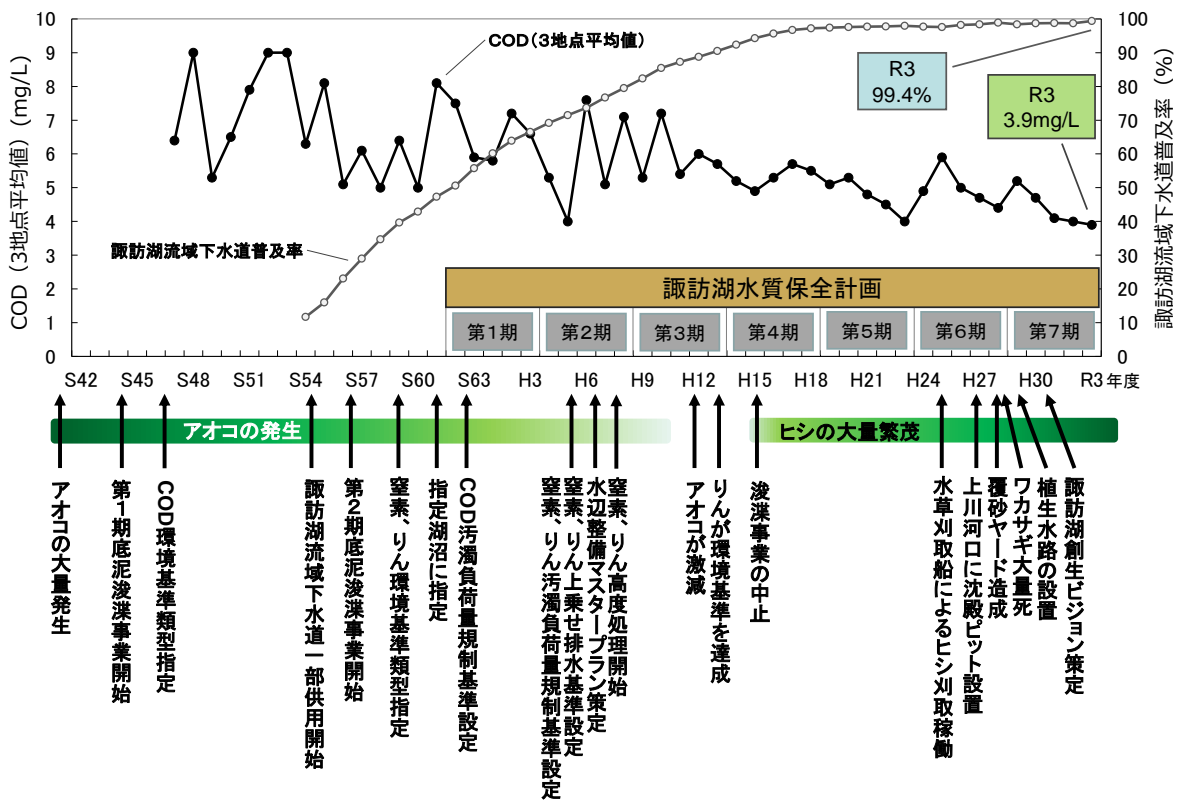 COD（3地点平均値）(mg/L)
10
9
8
7
6
5
4
3
2
1
0
COD（3地点平均値）
諏訪湖流域下水道普及率
R3
99.4%
R3
3.9mg/L
100
90
80
70
60
50
40
30
20
10
0
諏訪湖流域下水道普及率（%）
諏訪湖水質保全計画
第1期
第2期
第3期
第4期
第5期
第6期
第7期
S42
S45
S48
S51
S54
S57
S60
S63
H3
H6
H9
H12
H15
H18
H21
H24
H27
H30
R3
年度
アオコの発生
ヒシの大量繁茂
アオコの大量発生
第1期底泥浚渫事業開始
COD環境基準類型指定
諏訪湖流域下水道一部供用開始
第2期底泥浚渫事業開始
窒素、りん環境基準類型指定
指定湖沼に指定
COD汚濁負荷量規制基準設定
窒素、りん汚濁負荷量規制基準設定
窒素、りん上乗せ排水基準設定
水辺整備マスタープラン策定
窒素、りん高度処理開始
アオコが激減
りんが環境基準を達成
浚渫事業の中止
水草刈取船によるヒシ刈取稼働
上川河口に沈殿ピット設置
覆砂ヤード造成
ワカサギ大量死
植生水路の設置
諏訪湖創生ビジョン策定